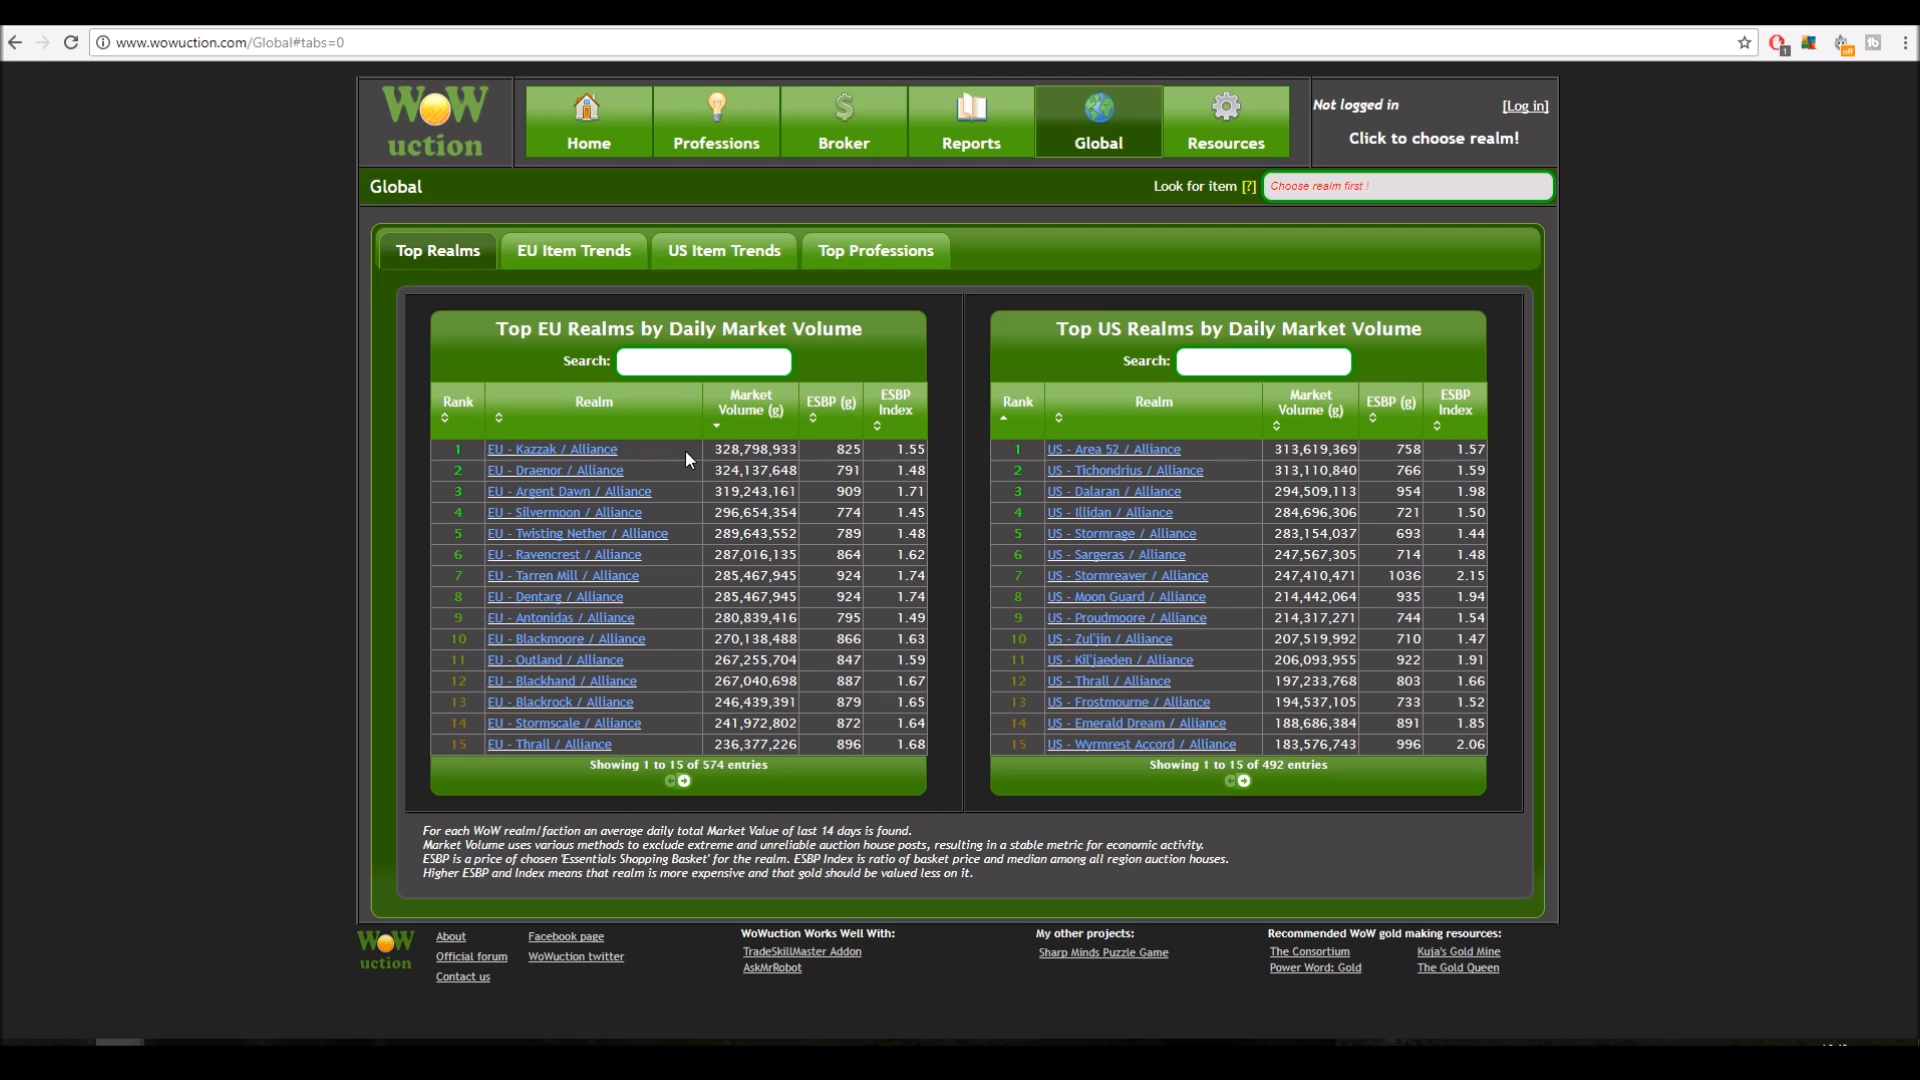 www.wowuction.com/Global#tabs=0
WoW
uction
Home
Professions
Broker
Reports
Global
Resources
Not logged in
[Log in]
Click to choose realm!
Global
Look for item [?]
Choose realm first !
Top Realms
EU Item Trends
US Item Trends
Top Professions
Top EU Realms by Daily Market Volume
Search:
Rank Realm Market Volume (g) ESBP (g) ESBP Index
1 EU - Kazzak / Alliance 328,798,933 825 1.55
2 EU - Draenor / Alliance 324,137,648 791 1.48
3 EU - Argent Dawn / Alliance 319,243,161 909 1.71
4 EU - Silvermoon / Alliance 296,654,354 774 1.45
5 EU - Twisting Nether / Alliance 289,643,552 789 1.48
6 EU - Ravencrest / Alliance 287,016,135 864 1.62
7 EU - Tarren Mill / Alliance 285,467,945 924 1.74
8 EU - Dentarg / Alliance 285,467,945 924 1.74
9 EU - Antonidas / Alliance 280,839,416 795 1.49
10 EU - Blackmoore / Alliance 270,138,488 866 1.63
11 EU - Outland / Alliance 267,255,704 847 1.59
12 EU - Blackhand / Alliance 267,040,698 887 1.67
13 EU - Blackrock / Alliance 246,439,391 879 1.65
14 EU - Stormscale / Alliance 241,972,802 872 1.64
15 EU - Thrall / Alliance 236,377,226 896 1.68
Showing 1 to 15 of 574 entries
Top US Realms by Daily Market Volume
Search:
Rank Realm Market Volume (g) ESBP (g) ESBP Index
1 US - Area 52 / Alliance 313,619,369 758 1.57
2 US - Tichondrius / Alliance 313,110,840 766 1.59
3 US - Dalaran / Alliance 294,509,113 954 1.98
4 US - Illidan / Alliance 284,696,306 721 1.50
5 US - Stormrage / Alliance 283,154,037 693 1.44
6 US - Sargeras / Alliance 247,567,305 714 1.48
7 US - Stormreaver / Alliance 247,410,471 1036 2.15
8 US - Moon Guard / Alliance 214,442,064 935 1.94
9 US - Proudmoore / Alliance 214,317,271 744 1.54
10 US - Zul'jin / Alliance 207,519,992 710 1.47
11 US - Kil'jaeden / Alliance 206,093,955 922 1.91
12 US - Thrall / Alliance 197,233,768 803 1.66
13 US - Frostmourne / Alliance 194,537,105 733 1.52
14 US - Emerald Dream / Alliance 188,686,384 891 1.85
15 US - Wyrmrest Accord / Alliance 183,576,743 996 2.06
Showing 1 to 15 of 492 entries
For each WoW realm/faction an average daily total Market Value of last 14 days is found.
Market Volume uses various methods to exclude extreme and unreliable auction house posts, resulting in a stable metric for economic activity.
ESBP is a price of chosen 'Essentials Shopping Basket' for the realm. ESBP Index is ratio of basket price and median among all region auction houses.
Higher ESBP and Index means that realm is more expensive and that gold should be valued less on it.
WoW
uction
About
Official forum
Contact us
Facebook page
WoWuction twitter
WoWuction Works Well With:
TradeSkillMaster Addon
AskMrRobot
My other projects:
Sharp Minds Puzzle Game
Recommended WoW gold making resources:
The Consortium
Kuja's Gold Mine
Power Word: Gold
The Gold Queen